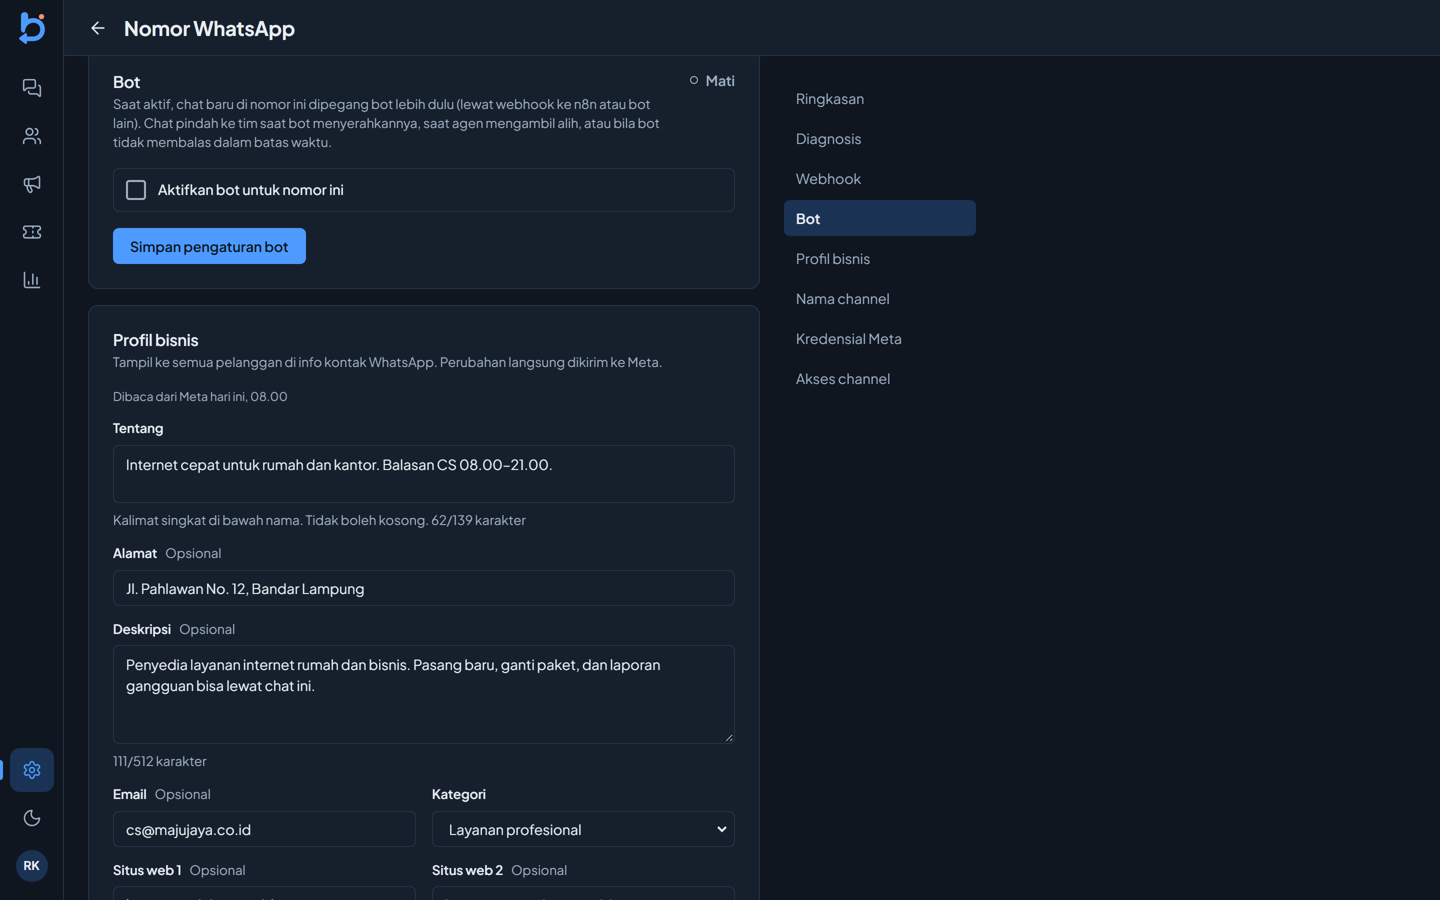 Nomor WhatsApp
Bot
Mati
Saat aktif, chat baru di nomor ini dipegang bot lebih dulu (lewat webhook ke n8n atau bot
lain). Chat pindah ke tim saat bot menyerahkannya, saat agen mengambil alih, atau bila bot
tidak membalas dalam batas waktu.
Aktifkan bot untuk nomor ini
Simpan pengaturan bot
Profil bisnis
Tampil ke semua pelanggan di info kontak WhatsApp. Perubahan langsung dikirim ke Meta.
Dibaca dari Meta hari ini, 08.00
Tentang
Internet cepat untuk rumah dan kantor. Balasan CS 08.00–21.00.
Kalimat singkat di bawah nama. Tidak boleh kosong. 62/139 karakter
Alamat Opsional
Jl. Pahlawan No. 12, Bandar Lampung
Deskripsi Opsional
Penyedia layanan internet rumah dan bisnis. Pasang baru, ganti paket, dan laporan
gangguan bisa lewat chat ini.
111/512 karakter
Email Opsional
Kategori
cs@majujaya.co.id
Layanan profesional
Situs web 1 Opsional
Situs web 2 Opsional
Ringkasan
Diagnosis
Webhook
Bot
Profil bisnis
Nama channel
Kredensial Meta
Akses channel
RK